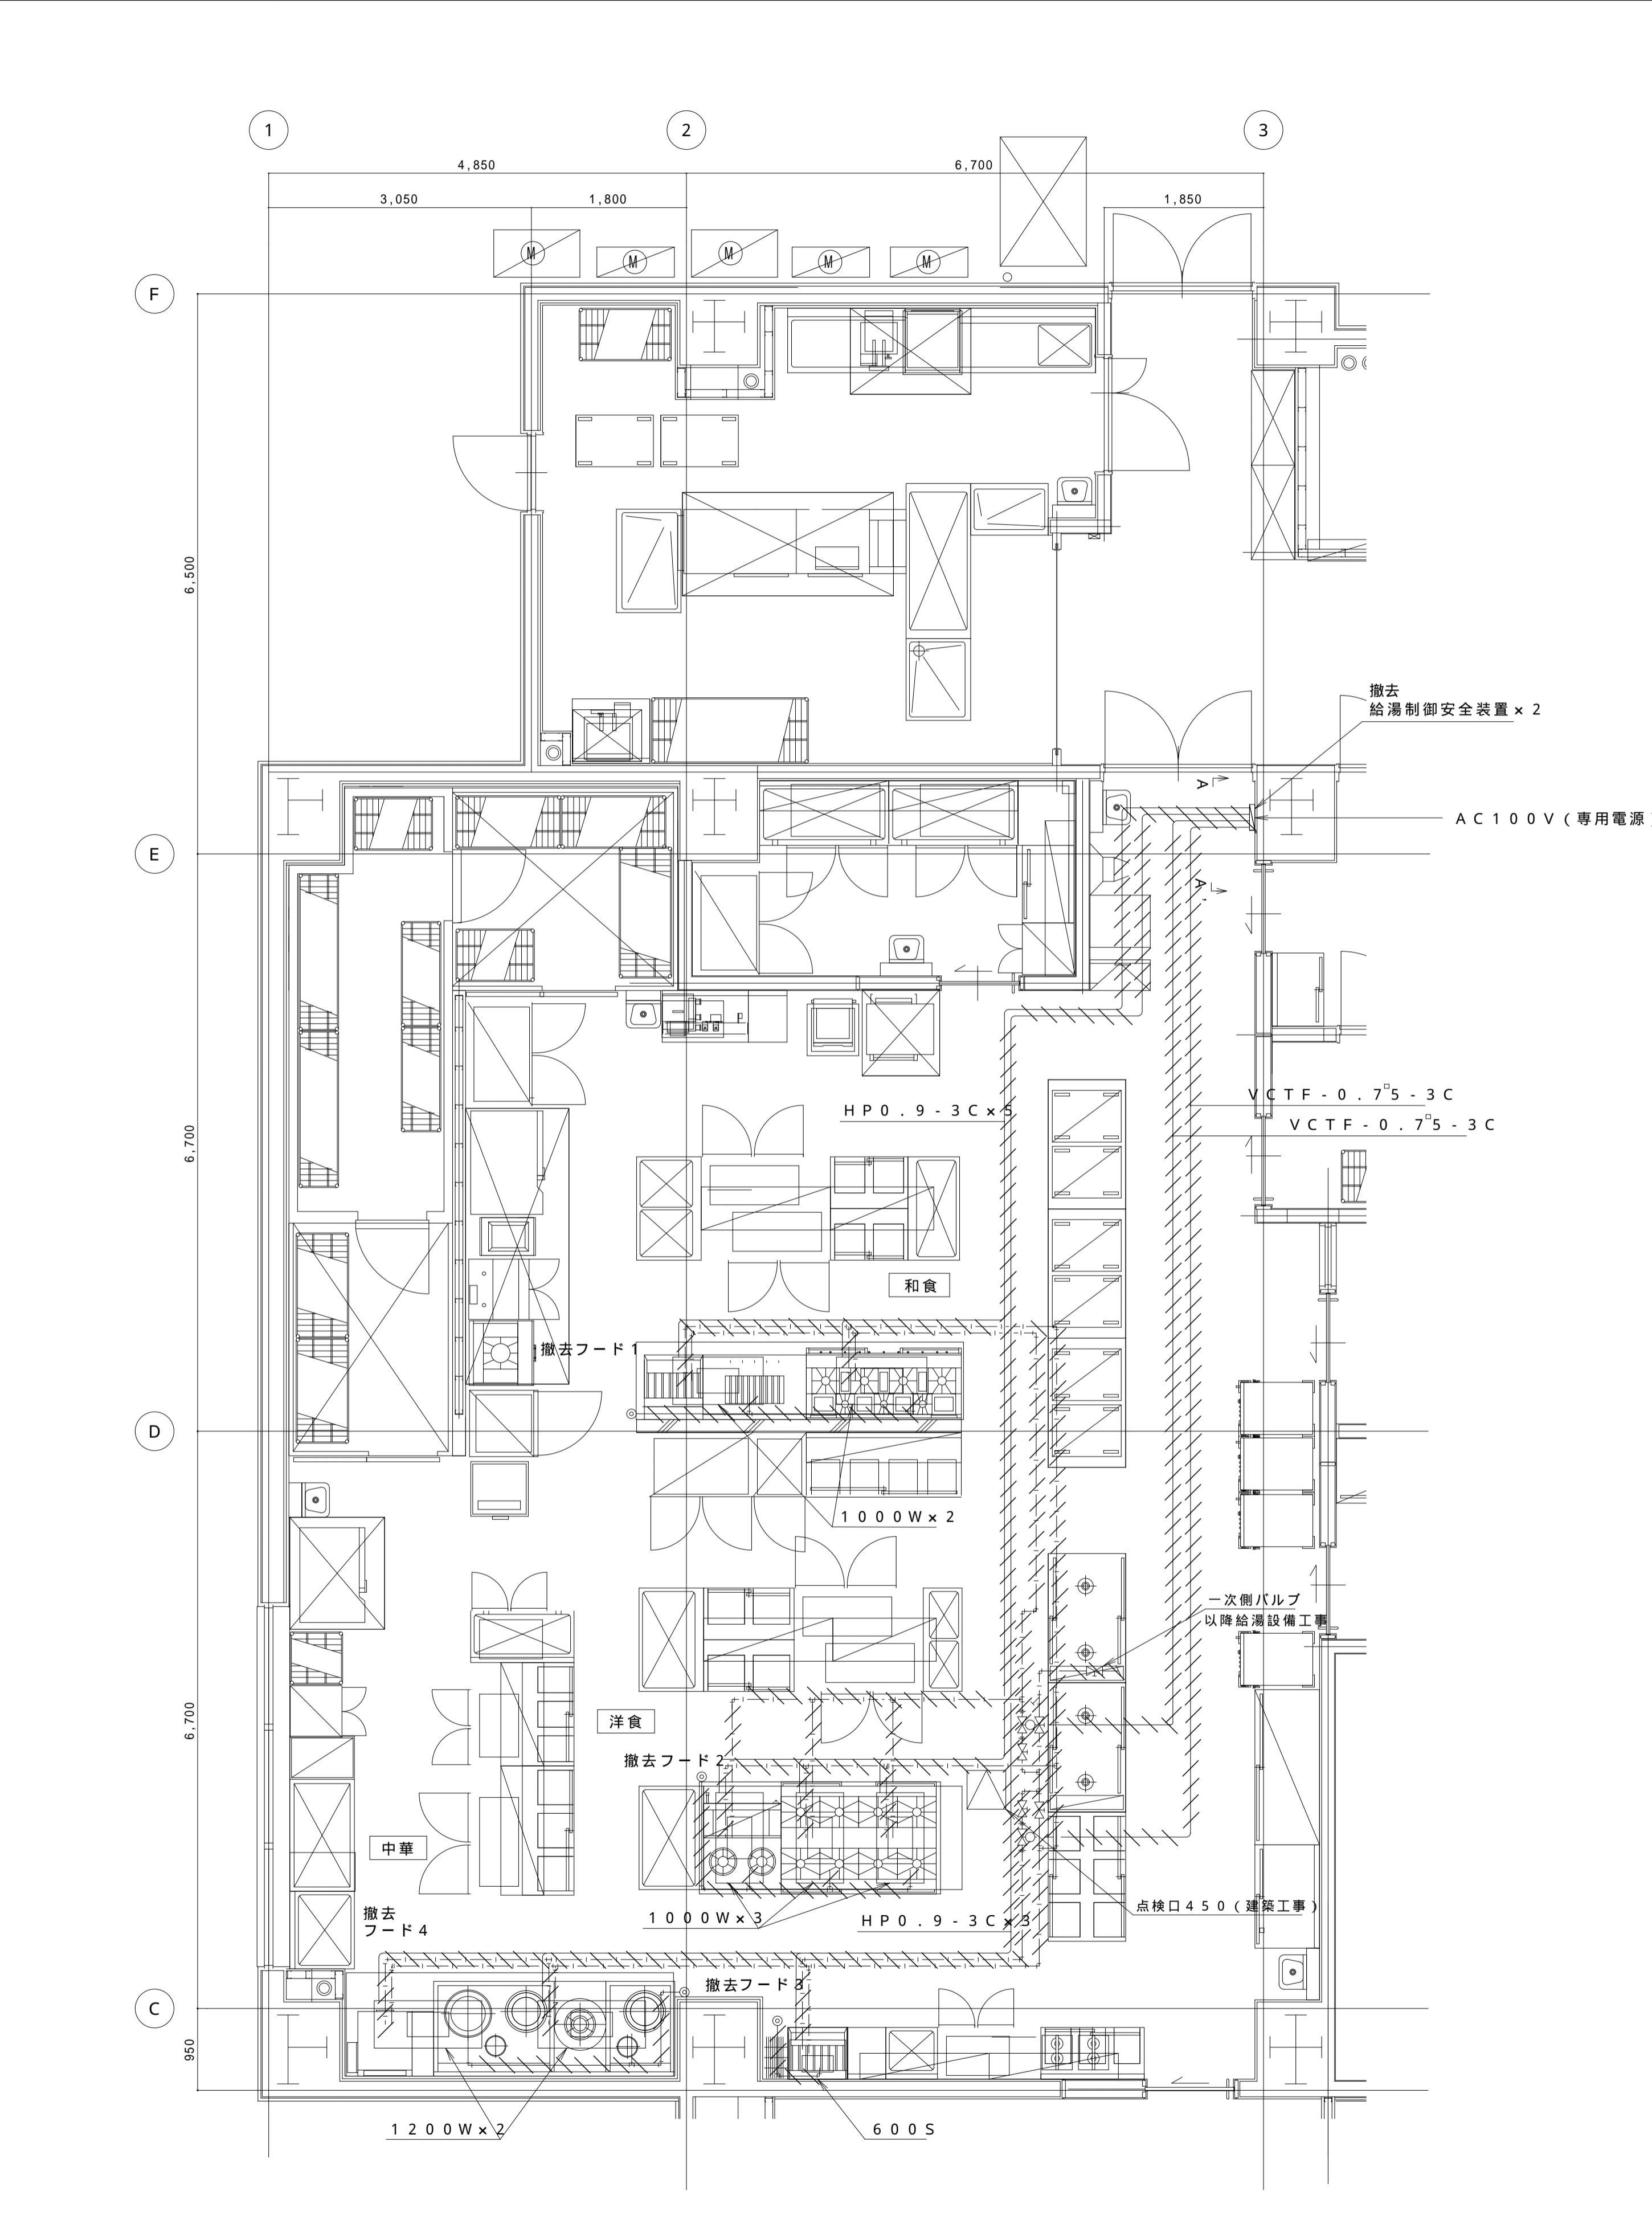 1
2
3
4,850
6,700
3,050
1,800
1,850
M
M
M
M
M
F
6,500
撤去
給湯制御安全装置×2
A
AC100V(専用電源
E
A'
VCTF-0.75□-3C
HP0.9-3C×5
VCTF-0.75□-3C
6,700
和食
撤去フード1
D
1000W×2
一次側バルブ
以降給湯設備工事
洋食
6,700
撤去フード2
中華
点検口450(建築工事)
撤去
フード4
1000W×3
HP0.9-3C×3
撤去フード3
C
950
1200W×2
600S